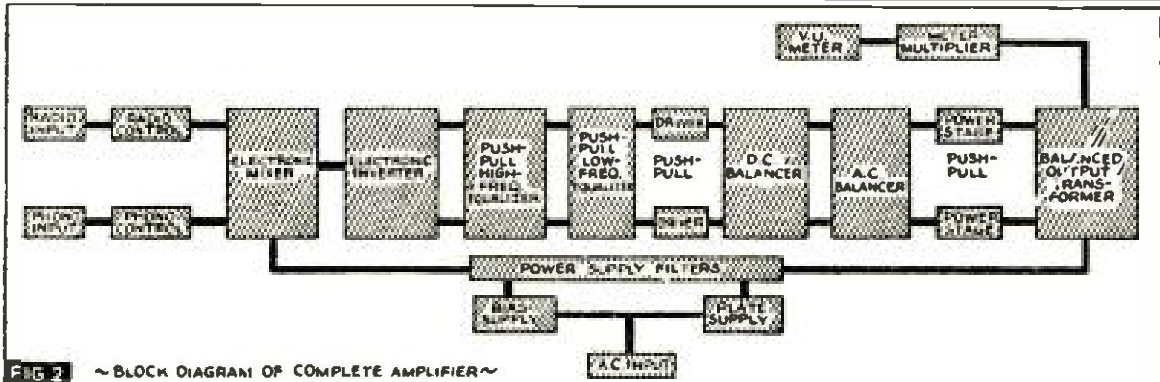 V.U.
METER
METER
MULTIPLIER
RADIO
INPUT
RADIO
CONTROL
PHONO
INPUT
PHONO
CONTROL
ELECTRONIC
MIXER
ELECTRONIC
INVERTER
PUSH-
PULL
HIGH-
FREQ.
EQUALIZER
PUSH-
PULL
LOW-
FREQ.
EQUALIZER
DRIVER
PUSH-
PULL
DRIVER
D.C.
BALANCER
A.C.
BALANCER
POWER
STAGE
PUSH-
PULL
POWER
STAGE
BALANCED
OUTPUT
TRANS-
FORMER
POWER SUPPLY FILTERS
BIAS
SUPPLY
PLATE
SUPPLY
A.C. INPUT
FIG 2 ~BLOCK DIAGRAM OF COMPLETE AMPLIFIER~